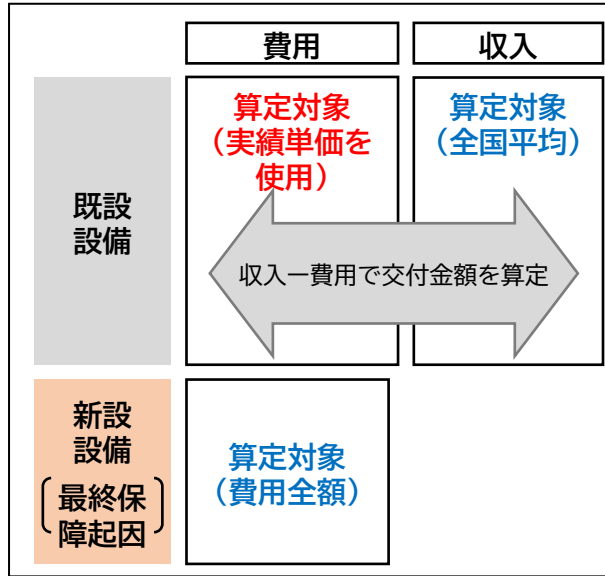 費用
収入
既設
設備
算定対象
（実績単価を
使用）
算定対象
（全国平均）
収入ー費用で交付金額を算定
新設
設備
〔最終保
障起因〕
算定対象
（費用全額）